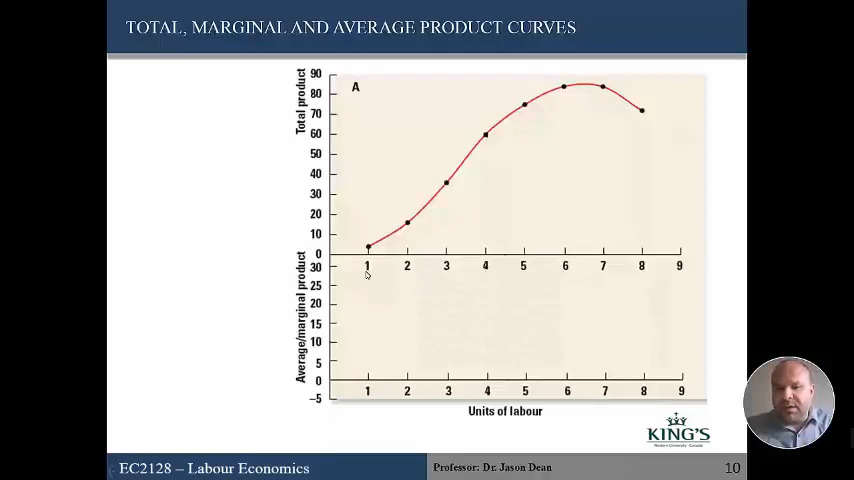 TOTAL, MARGINAL AND AVERAGE PRODUCT CURVES
Total product
90
80
70
60
50
40
30
20
10
0
A
1 2 3 4 5 6 7 8 9
Average/marginal product
30
25
20
15
10
5
0
-5
1 2 3 4 5 6 7 8 9
Units of labour
KING'S
Western University · Canada
EC2128 – Labour Economics
Professor: Dr. Jason Dean
10